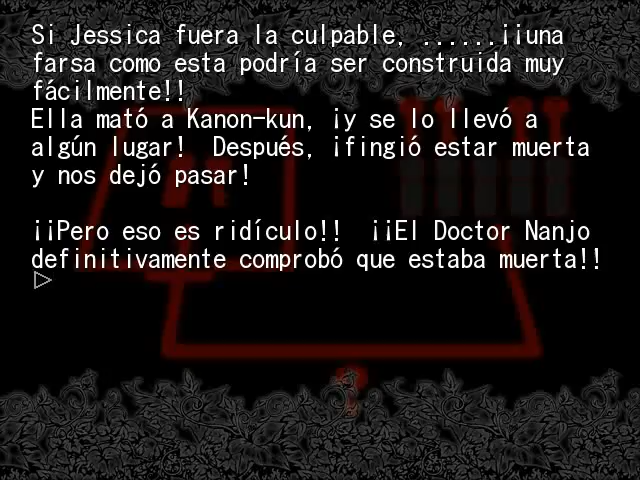 Si Jessica fuera la culpable, ......¡¡una
farsa como esta podría ser construida muy
fácilmente!!
Ella mató a Kanon-kun, ¡y se lo llevó a
algún lugar!  Después, ¡fingió estar muerta
y nos dejó pasar!
¡¡Pero eso es ridículo!!  ¡¡El Doctor Nanjo
definitivamente comprobó que estaba muerta!!